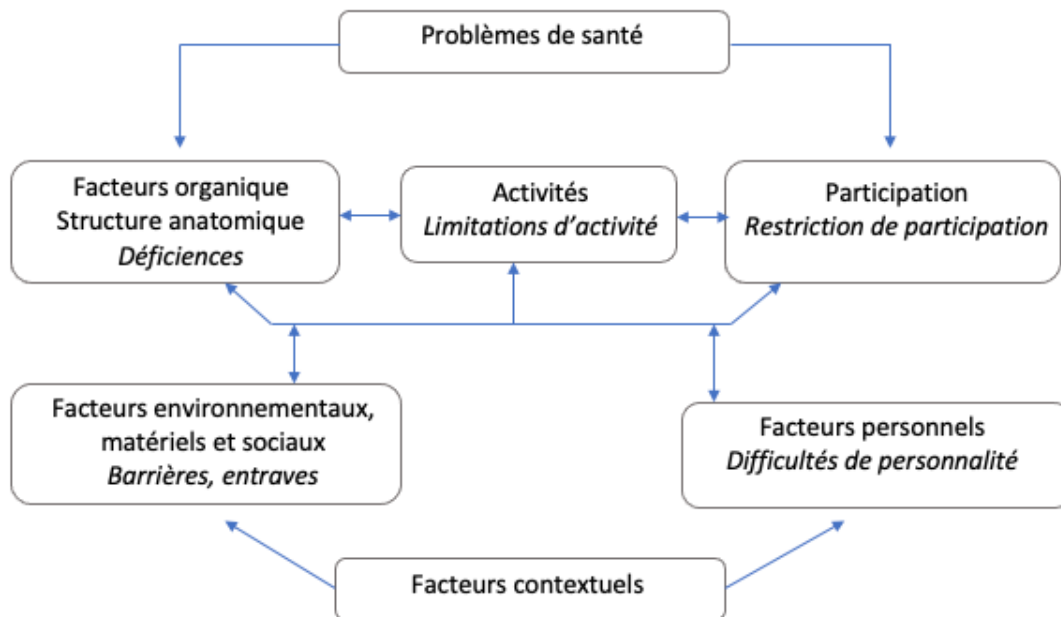 Problèmes de santé
Facteurs organique
Structure anatomique
Déficiences
Activités
Limitations d’activité
Participation
Restriction de participation
Facteurs environnementaux,
matériels et sociaux
Barrières, entraves
Facteurs personnels
Difficultés de personnalité
Facteurs contextuels